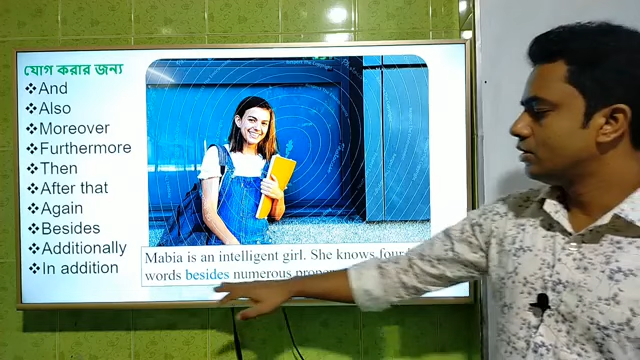 যোগ করার জন্য
❖And
❖Also
❖Moreover
❖Furthermore
❖Then
❖After that
❖Again
❖Besides
❖Additionally
❖In addition
Mabia is an intelligent girl. She knows
words besides numerous